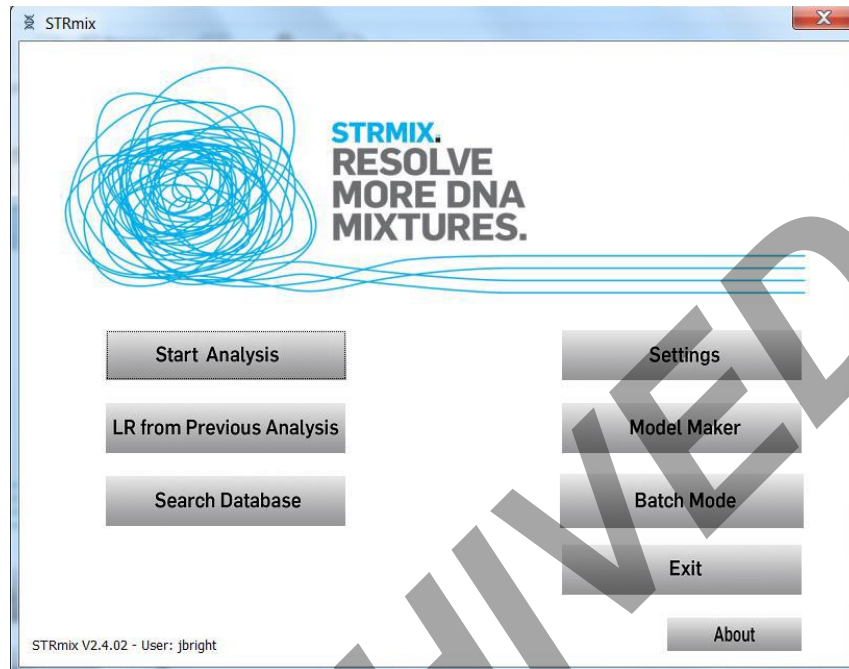 STRmix
STRMIX.
RESOLVE
MORE DNA
MIXTURES.
Start Analysis
Settings
LR from Previous Analysis
Model Maker
Search Database
Batch Mode
Exit
About
STRmix V2.4.02 - User: jbright